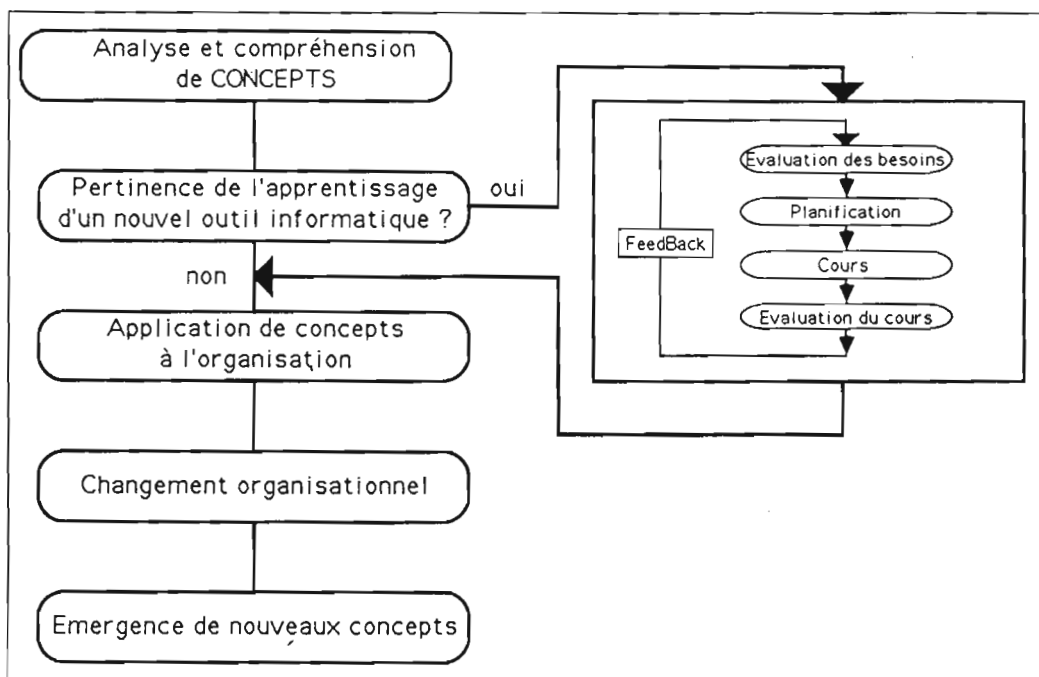 Analyse et compréhension
de CONCEPTS
Pertinence de l'apprentissage
d'un nouvel outil informatique ?
oui
non
Application de concepts
à l'organisation
Changement organisationnel
Emergence de nouveaux concepts
Evaluation des besoins
Planification
FeedBack
Cours
Evaluation du cours